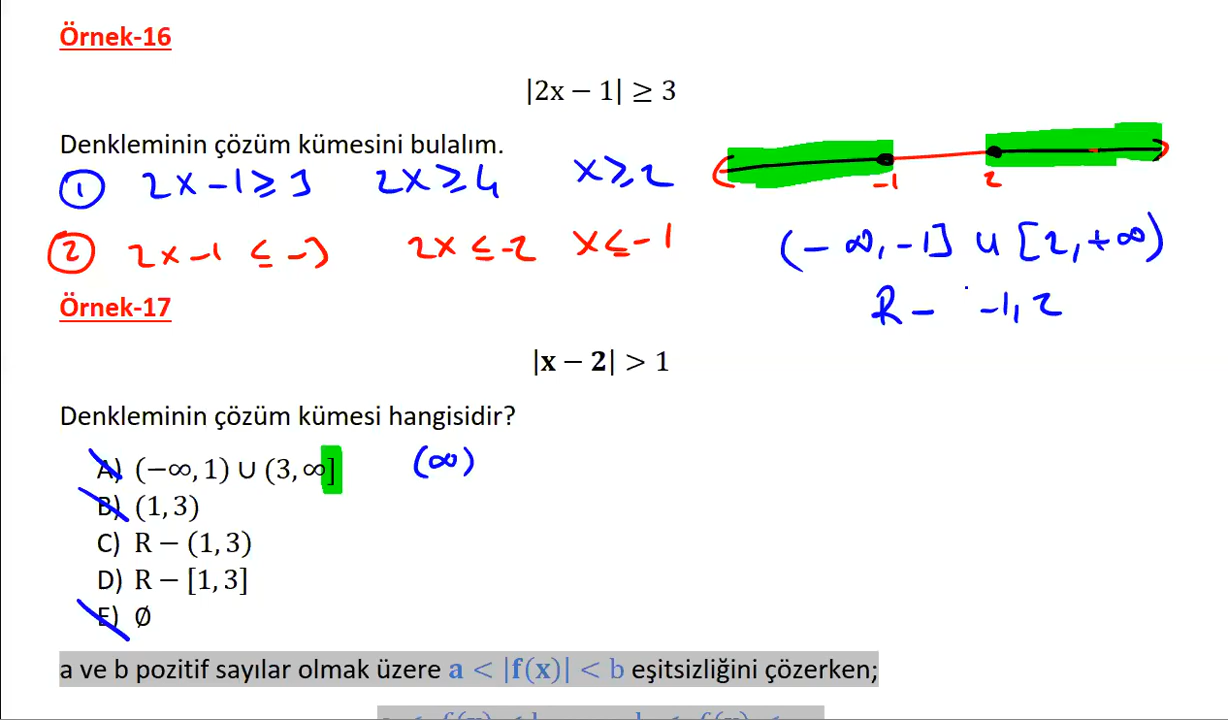 Örnek-16
|2x − 1| ≥ 3
Denkleminin çözüm kümesini bulalım.
① 2x-1≥3 2x≥4 x≥2
② 2x-1 ≤ -3 2x ≤ -2 x ≤ -1
-1 2
(-∞, -1] ∪ [2, +∞)
R - -1, 2
Örnek-17
|x − 2| > 1
Denkleminin çözüm kümesi hangisidir?
A) (−∞, 1) ∪ (3, ∞] (∞)
B) (1, 3)
C) R − (1, 3)
D) R − [1, 3]
E) ∅
a ve b pozitif sayılar olmak üzere a < |f(x)| < b eşitsizliğini çözerken;